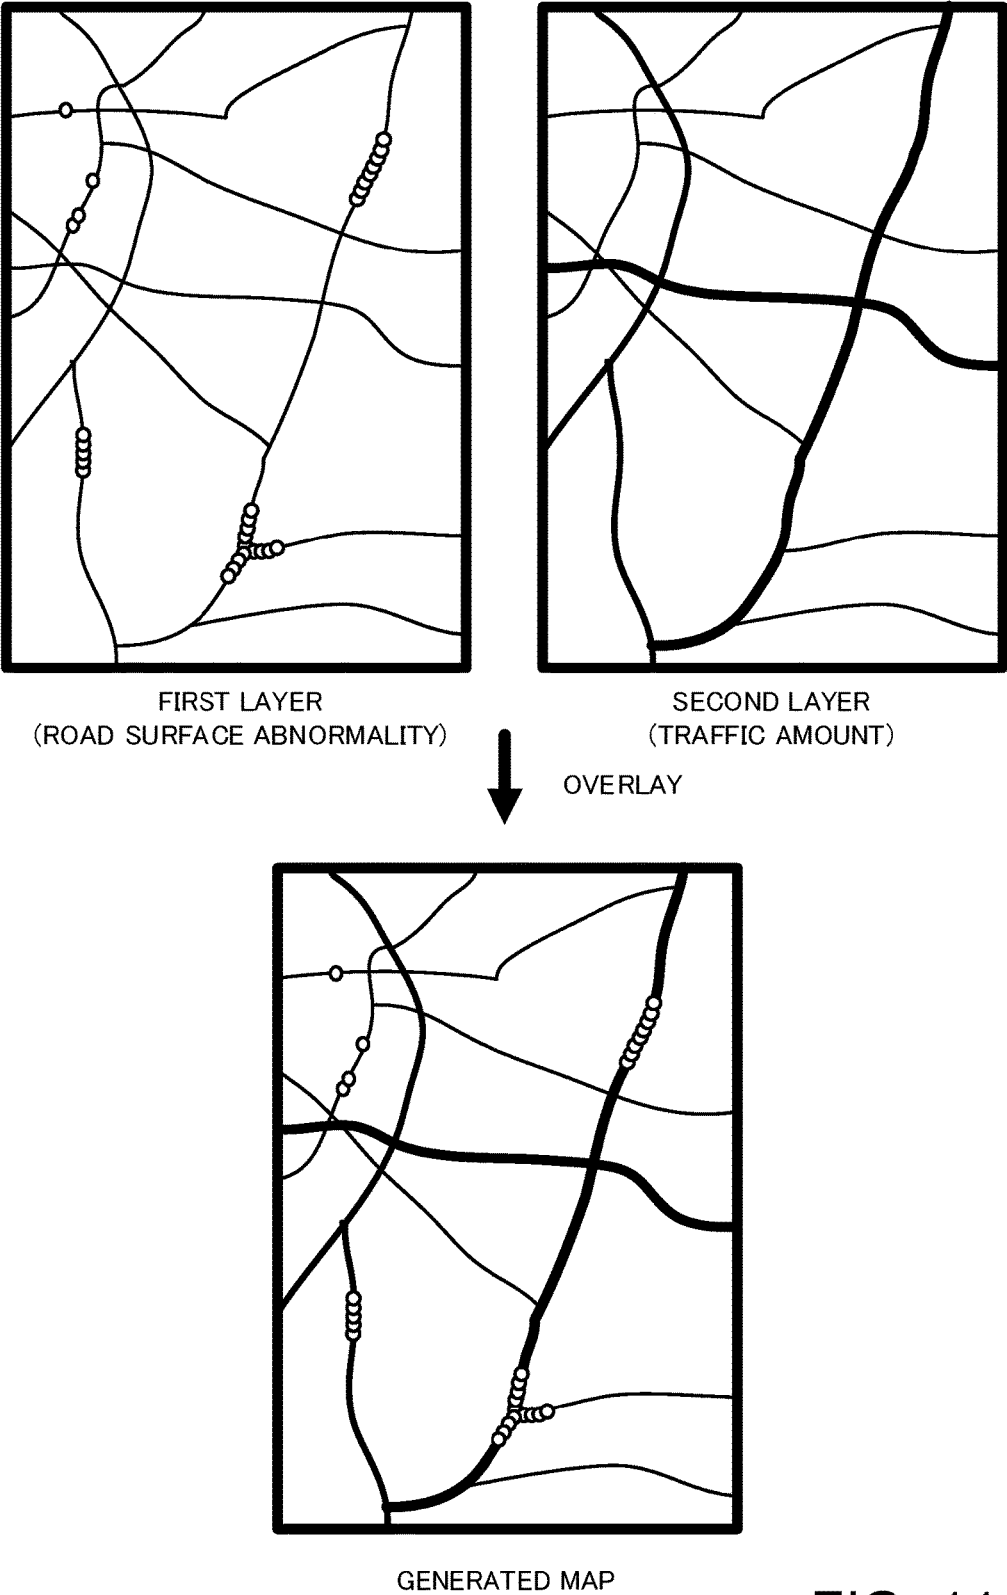 FIRST LAYER
(ROAD SURFACE ABNORMALITY)
SECOND LAYER
(TRAFFIC AMOUNT)
OVERLAY
GENERATED MAP